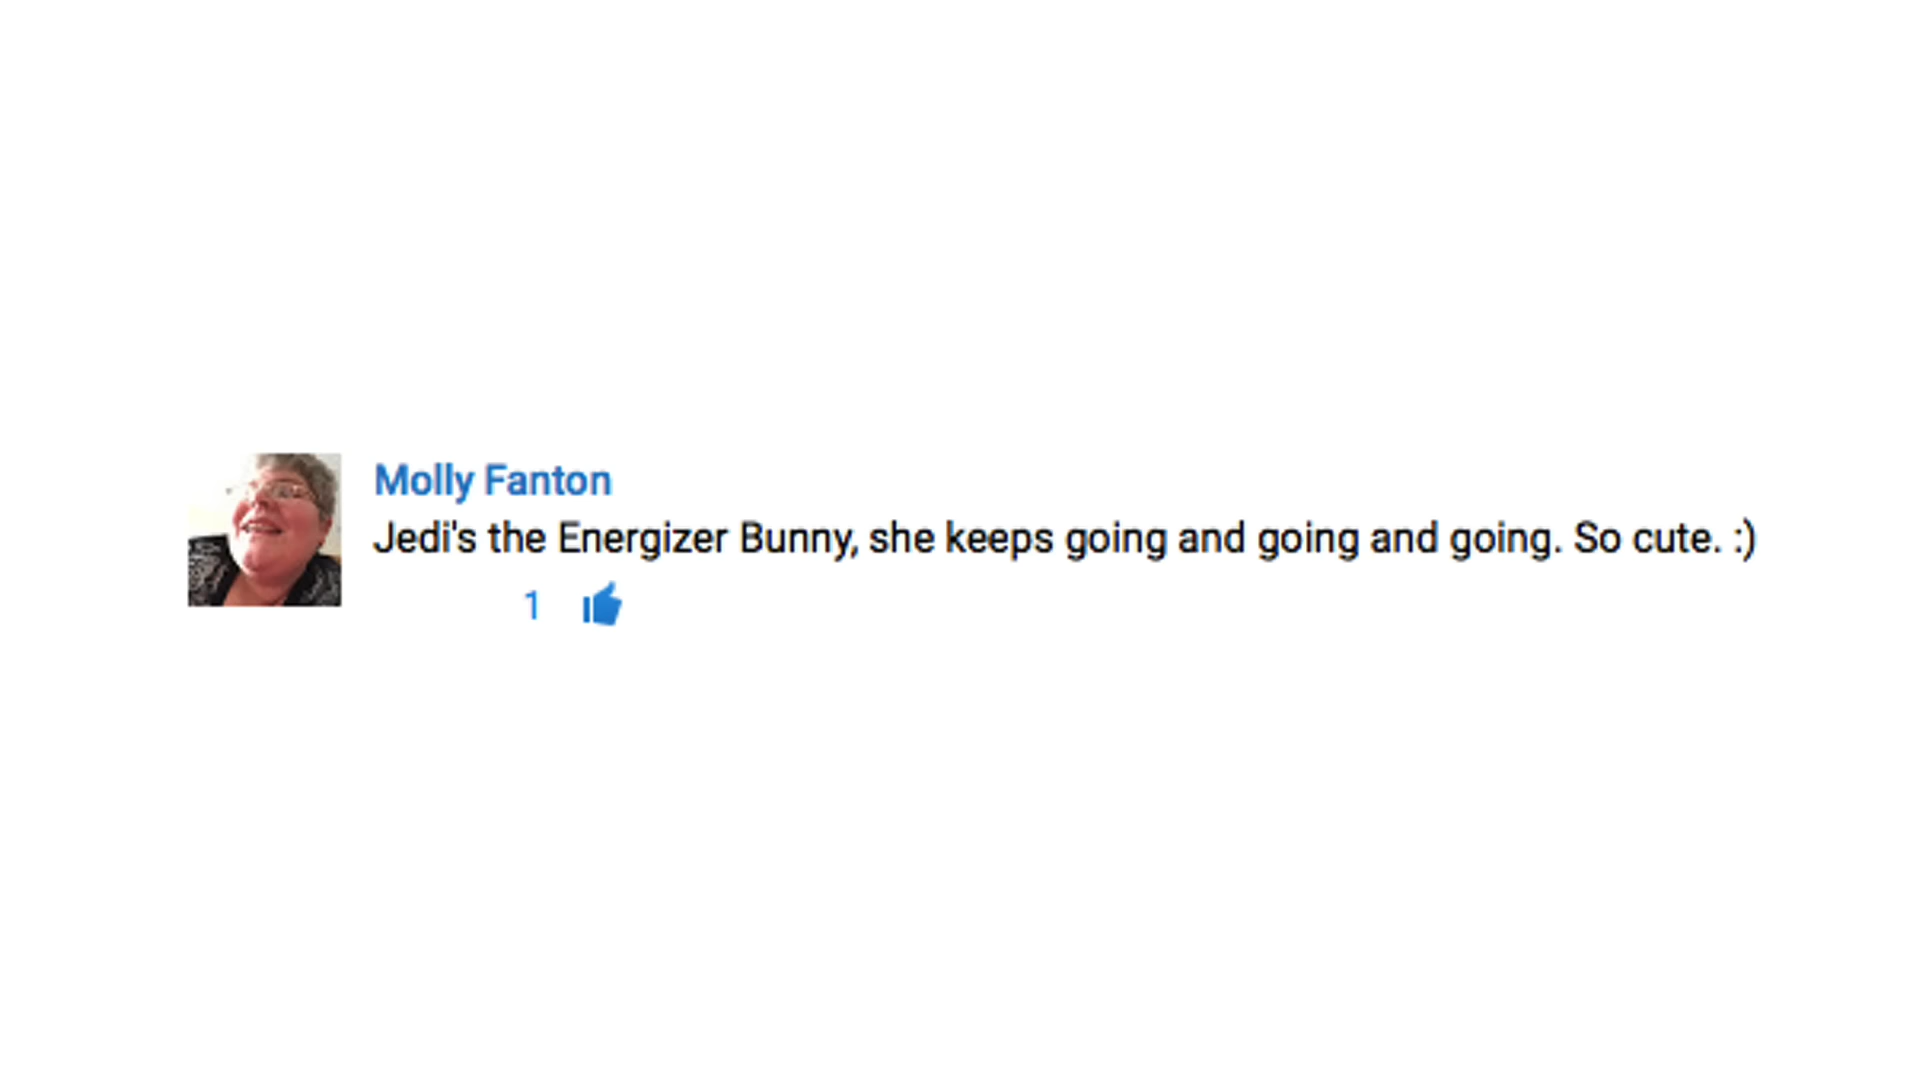 Molly Fanton
Jedi's the Energizer Bunny, she keeps going and going and going. So cute. :)
1